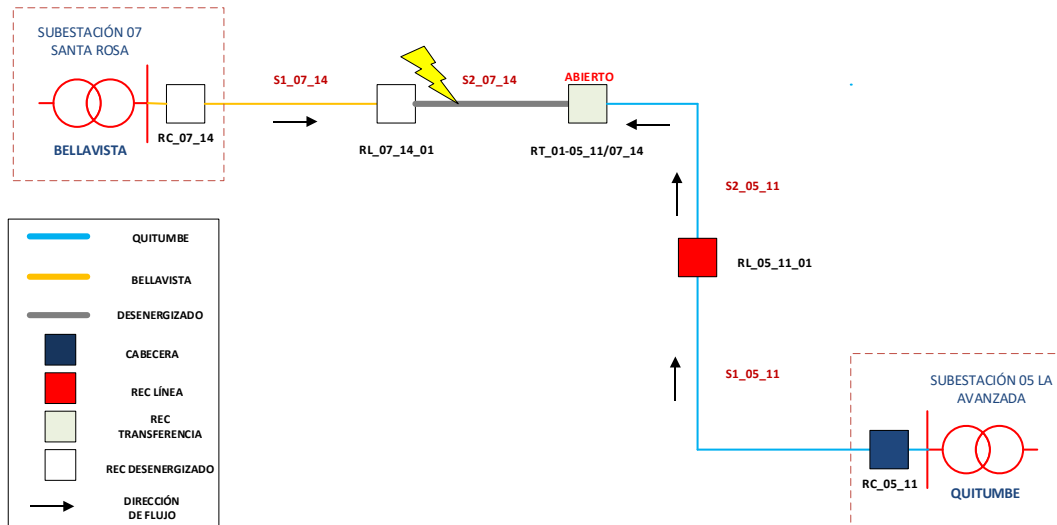 SUBESTACIÓN 07
SANTA ROSA
BELLAVISTA
RC_07_14
S1_07_14
RL_07_14_01
S2_07_14
ABIERTO
RT_01-05_11/07_14
S2_05_11
RL_05_11_01
S1_05_11
SUBESTACIÓN 05 LA
AVANZADA
RC_05_11
QUITUMBE
QUITUMBE
BELLAVISTA
DESENERGIZADO
CABECERA
REC LÍNEA
REC
TRANSFERENCIA
REC DESENERGIZADO
DIRECCIÓN
DE FLUJO